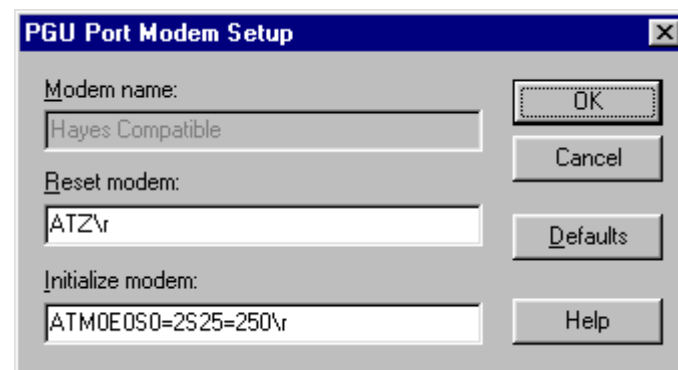 PGU Port Modem Setup
Modem name:
Hayes Compatible
OK
Cancel
Reset modem:
ATZ\r
Defaults
Initialize modem:
ATM0E0S0=2S25=250\r
Help